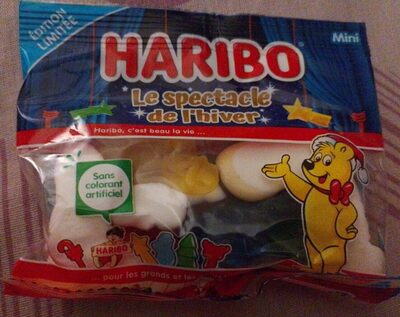 ÉDITION
LIMITÉE
Mini
HARIBO
Le spectacle
de l'hiver
Haribo, c'est beau la vie ...
Sans
colorant
artificiel
HARIBO
... pour les grands et les